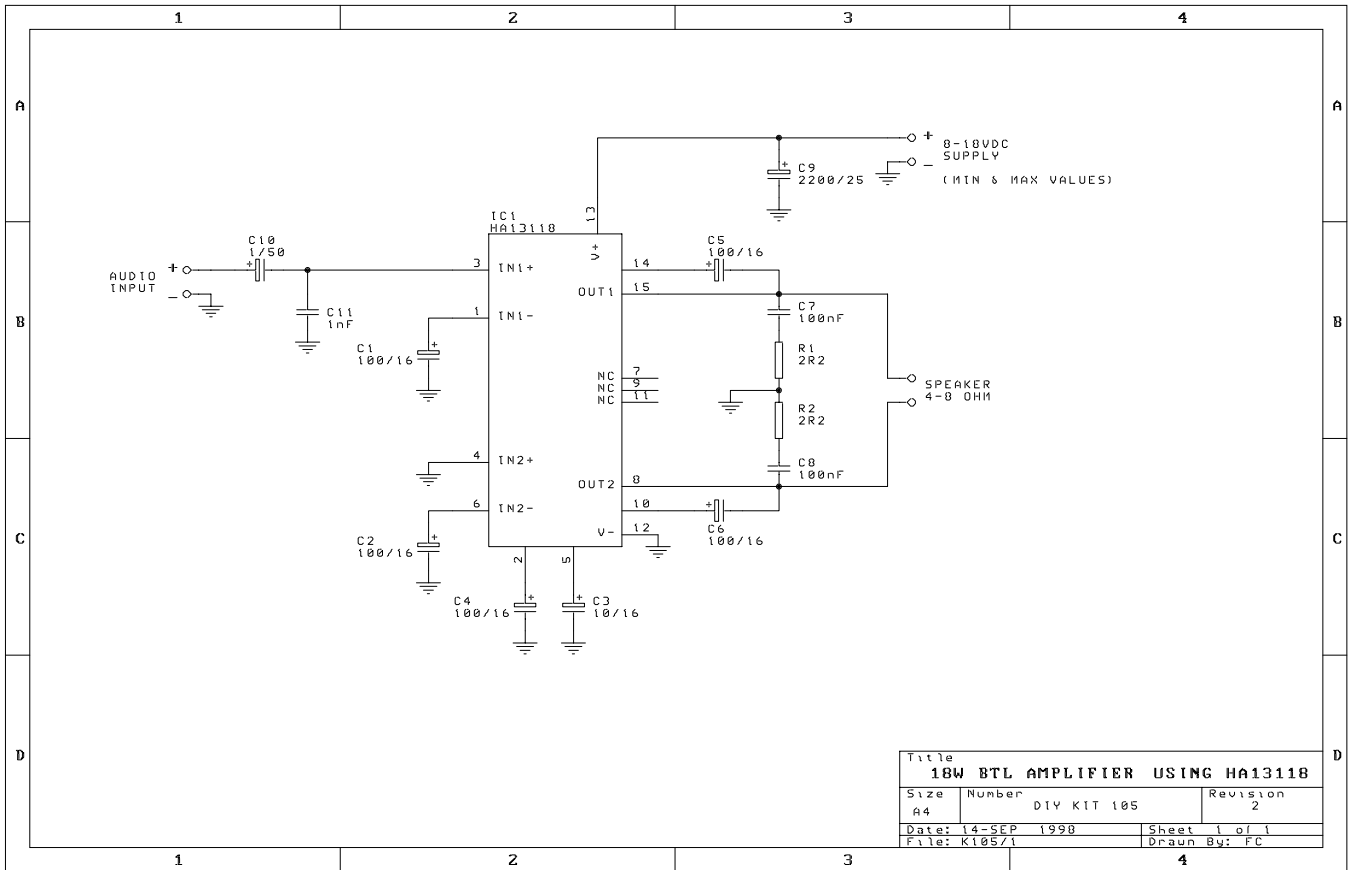 1 2 3 4
A A
8-18VDC
SUPPLY
(MIN & MAX VALUES)
+
-
C9
2200/25
+
IC1
HA13118
13
V+
C10
1/50
+
AUDIO
INPUT
+
-
C11
1nF
3 IN1+
1 IN1-
C1
100/16
+
14
OUT1 15
C5
100/16
+
C7
100nF
R1
2R2
B B
NC 7
NC 9
NC 11
SPEAKER
4-8 OHM
R2
2R2
4 IN2+
6 IN2-
C8
100nF
OUT2 8
10
+
C6
100/16
V- 12
C2
100/16
+
C C
2 5
C4
100/16
+
+
C3
10/16
D D
Title
18W BTL AMPLIFIER USING HA13118
Size Number Revision
A4 DIY KIT 105 2
Date: 14-SEP 1998 Sheet 1 of 1
File: K105/1 Drawn By: FC
1 2 3 4